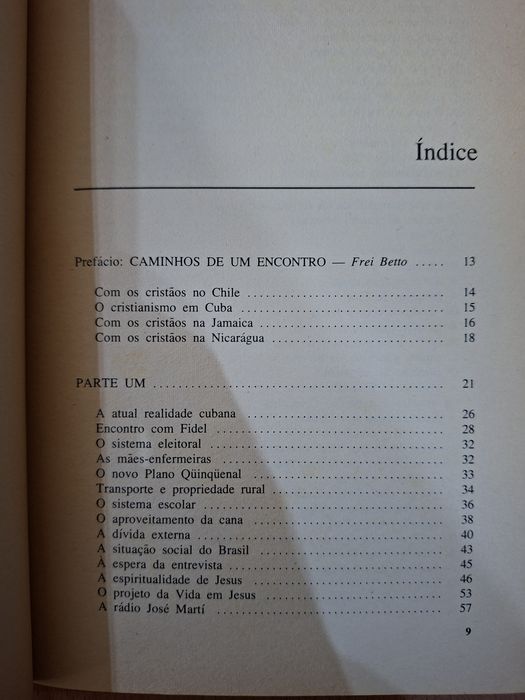 Índice
Prefácio: CAMINHOS DE UM ENCONTRO — Frei Betto ..... 13
Com os cristãos no Chile ................................ 14
O cristianismo em Cuba ................................ 15
Com os cristãos na Jamaica .............................. 16
Com os cristãos na Nicarágua ............................ 18
PARTE UM ................................................ 21
A atual realidade cubana ................................ 26
Encontro com Fidel ..................................... 28
O sistema eleitoral ..................................... 32
As mães-enfermeiras .................................... 32
O novo Plano Qüinqüenal ................................ 33
Transporte e propriedade rural ........................... 34
O sistema escolar ....................................... 36
O aproveitamento da cana ............................... 38
A dívida externa ........................................ 40
A situação social do Brasil .............................. 43
À espera da entrevista ................................... 45
A espiritualidade de Jesus ............................... 46
O projeto da Vida em Jesus .............................. 53
A rádio José Martí ...................................... 57
9